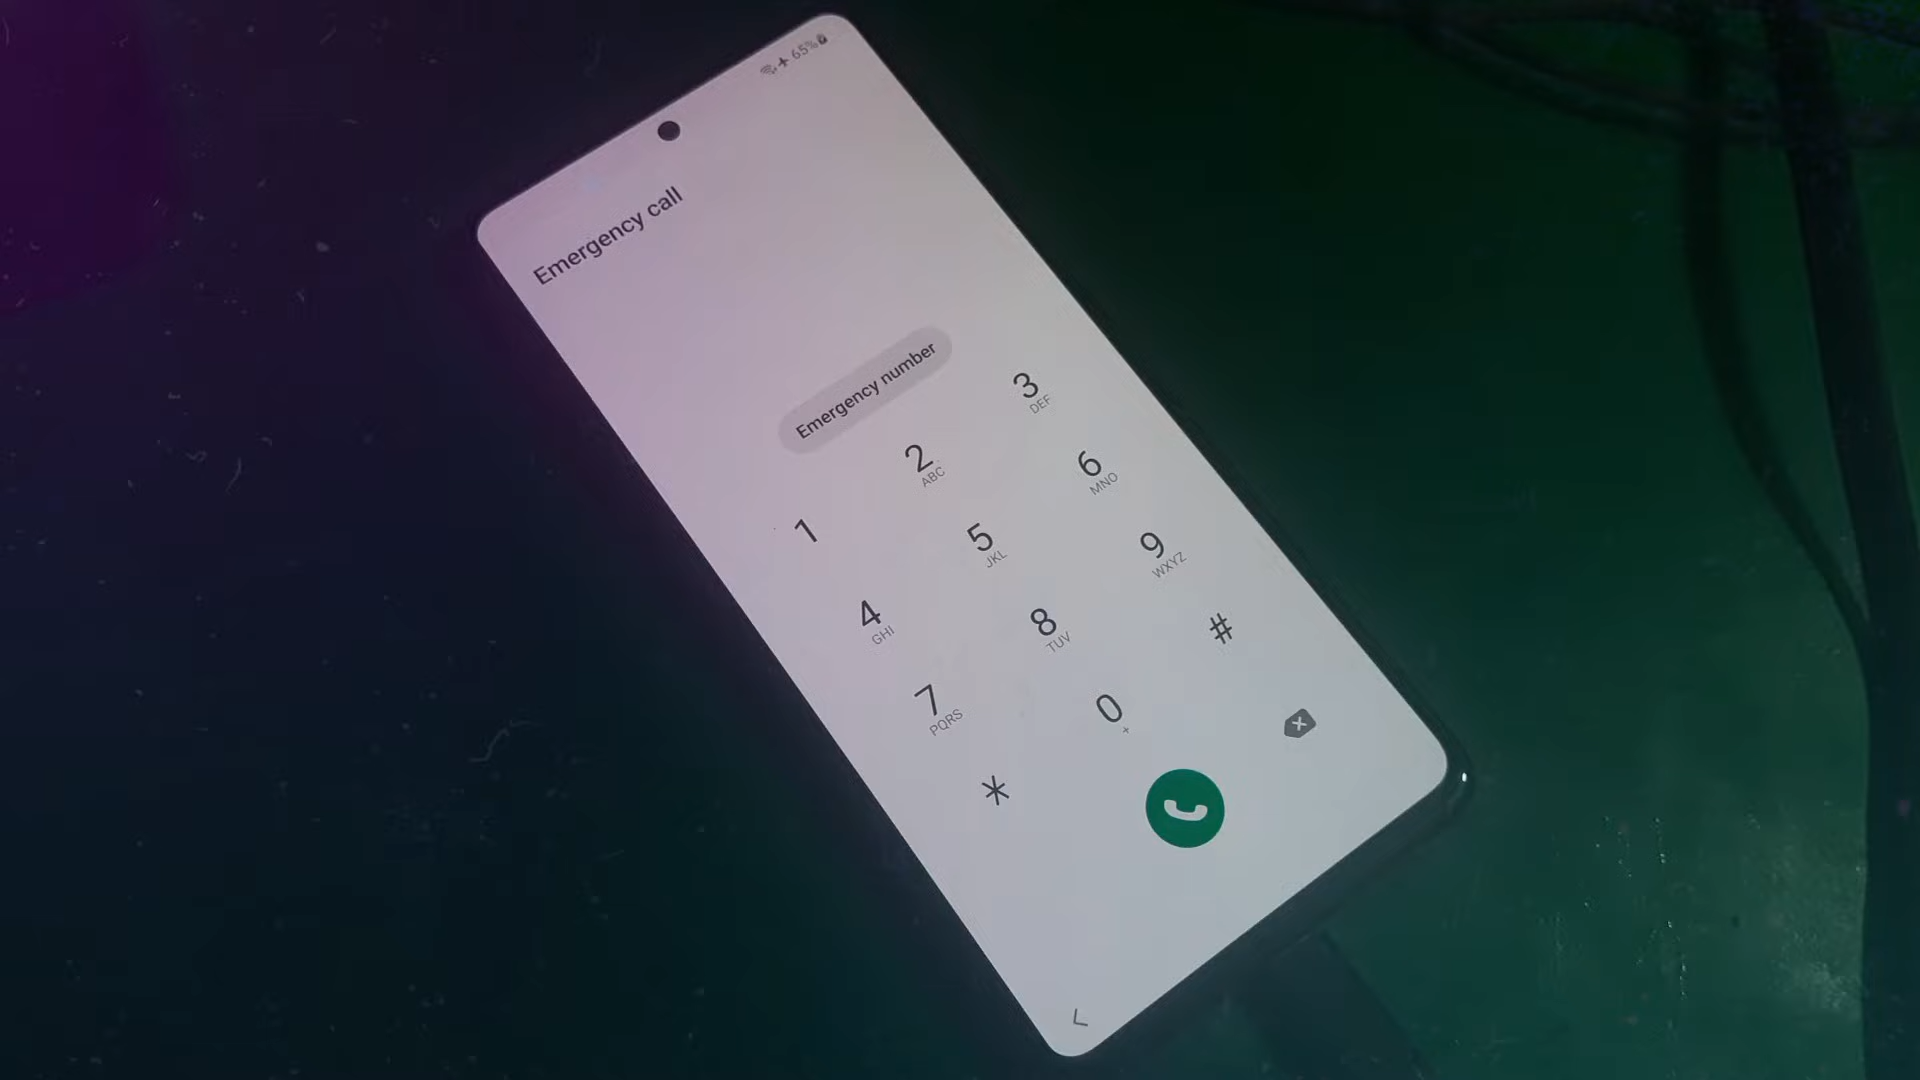 65%
Emergency call
Emergency number
1 2 3
ABC DEF
4 5 6
GHI JKL MNO
7 8 9
PQRS TUV WXYZ
* 0 #
+